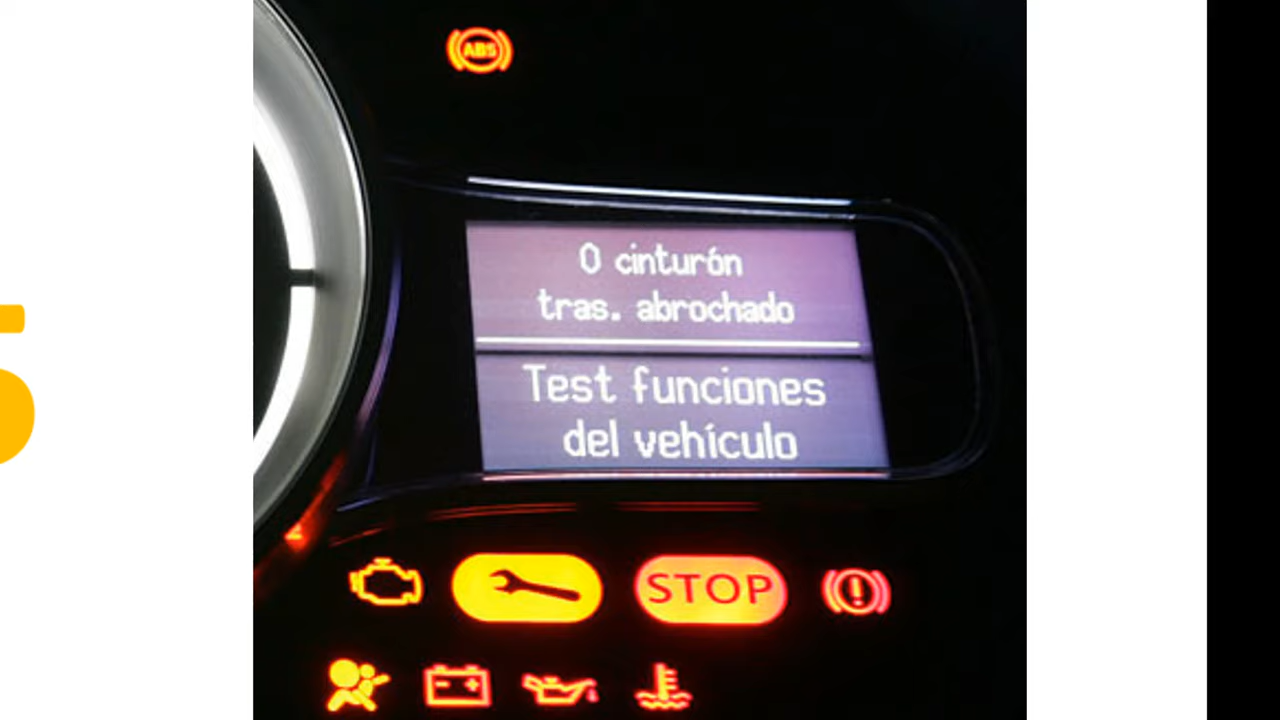 ABS
0 cinturón
tras. abrochado
Test funciones
del vehículo
STOP